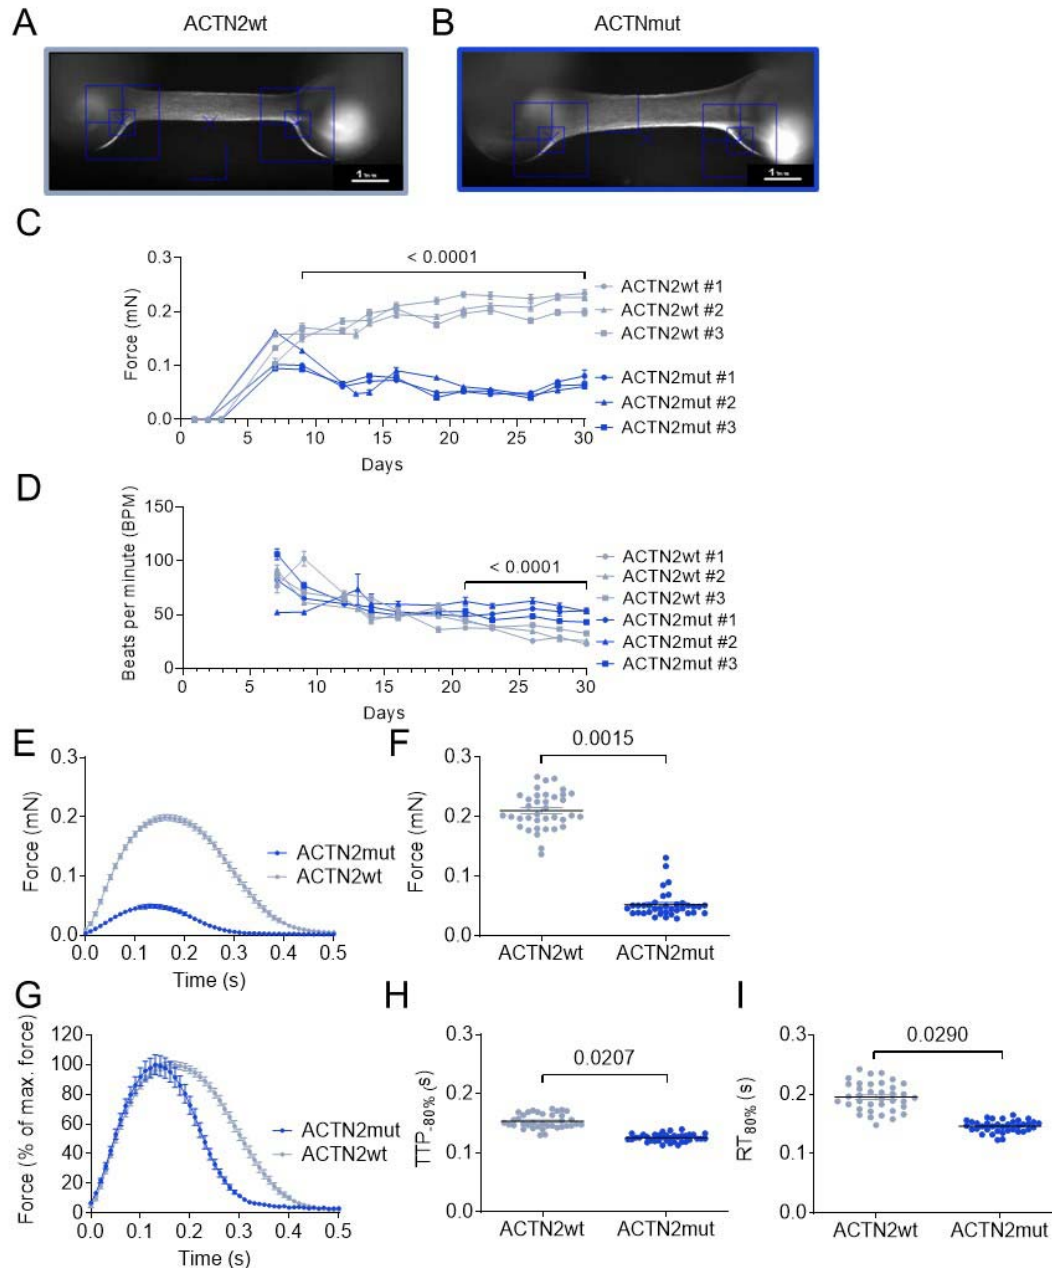 A ACTN2wt
B ACTNmut
1 mm
1 mm
C
Force (mN)
0.3
0.2
0.1
0.0
< 0.0001
0 5 10 15 20 25 30
Days
ACTN2wt #1
ACTN2wt #2
ACTN2wt #3
ACTN2mut #1
ACTN2mut #2
ACTN2mut #3
D
Beats per minute (BPM)
150
100
50
0
< 0.0001
0 5 10 15 20 25 30
Days
ACTN2wt #1
ACTN2wt #2
ACTN2wt #3
ACTN2mut #1
ACTN2mut #2
ACTN2mut #3
E
Force (mN)
0.3
0.2
0.1
0.0
0.0 0.1 0.2 0.3 0.4 0.5
Time (s)
ACTN2mut
ACTN2wt
F
Force (mN)
0.3
0.2
0.1
0.0
0.0015
ACTN2wt ACTN2mut
G
Force (% of max. force)
120
100
80
60
40
20
0
0.0 0.1 0.2 0.3 0.4 0.5
Time (s)
ACTN2mut
ACTN2wt
H
TTP-80% (s)
0.3
0.2
0.1
0.0
0.0207
ACTN2wt ACTN2mut
I
RT80% (s)
0.3
0.2
0.1
0.0
0.0290
ACTN2wt ACTN2mut